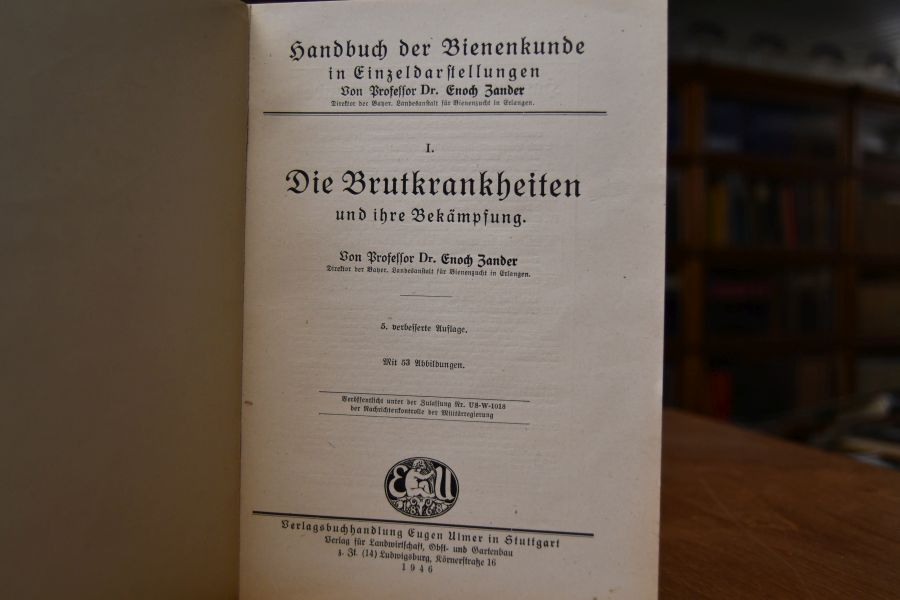 Handbuch der Bienenkunde
in Einzeldarstellungen
Von Professor Dr. Enoch Zander
Direktor der Bayer. Landesanstalt für Bienenzucht in Erlangen.
I.
Die Brutkrankheiten
und ihre Bekämpfung.
Von Professor Dr. Enoch Zander
Direktor der Bayer. Landesanstalt für Bienenzucht in Erlangen.
5. verbesserte Auflage.
Mit 53 Abbildungen.
Veröffentlicht unter der Zulassung Nr. US-W-1018
der Nachrichtenkontrolle der Militärregierung
E U
Verlagsbuchhandlung Eugen Ulmer in Stuttgart
Verlag für Landwirtschaft, Obst- und Gartenbau
z. Zt. (14) Ludwigsburg, Körnerstraße 16
1946